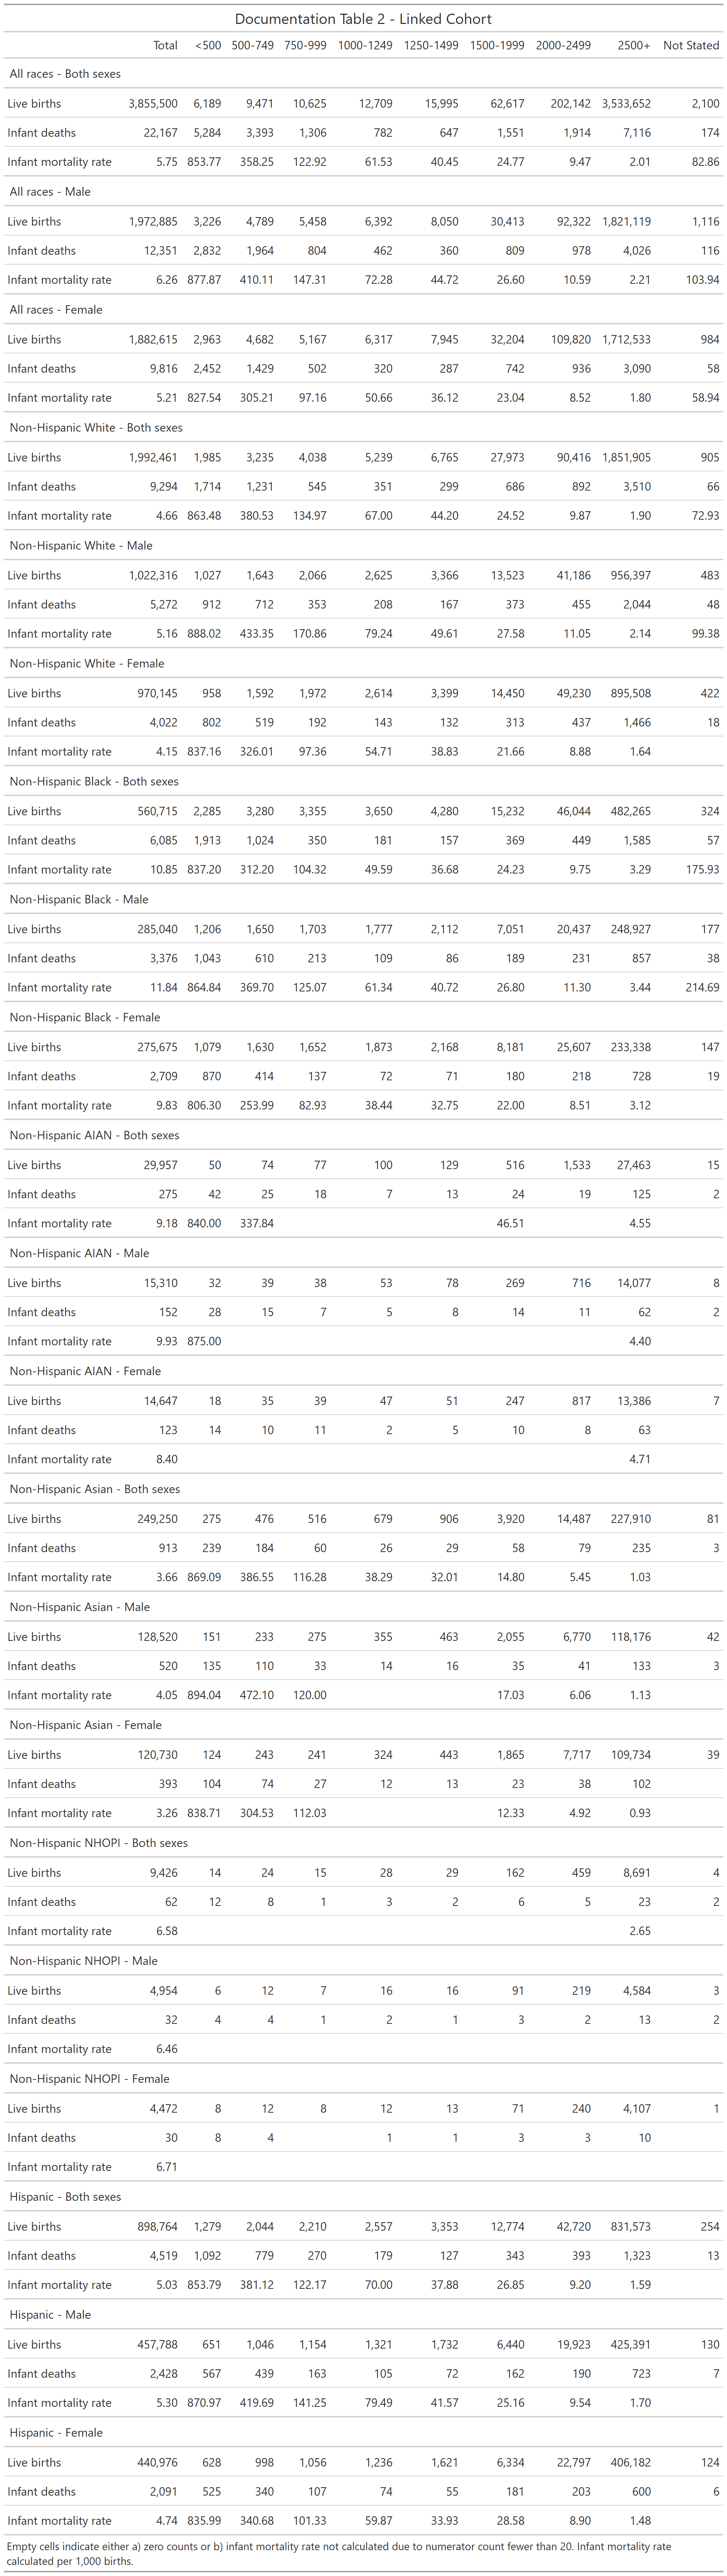 Documentation Table 2 - Linked Cohort
Total <500 500-749 750-999 1000-1249 1250-1499 1500-1999 2000-2499 2500+ Not Stated
All races - Both sexes
Live births 3,855,500 6,189 9,471 10,625 12,709 15,995 62,617 202,142 3,533,652 2,100
Infant deaths 22,167 5,284 3,393 1,306 782 647 1,551 1,914 7,116 174
Infant mortality rate 5.75 853.77 358.25 122.92 61.53 40.45 24.77 9.47 2.01 82.86
All races - Male
Live births 1,972,885 3,226 4,789 5,458 6,392 8,050 30,413 92,322 1,821,119 1,116
Infant deaths 12,351 2,832 1,964 804 462 360 809 978 4,026 116
Infant mortality rate 6.26 877.87 410.11 147.31 72.28 44.72 26.60 10.59 2.21 103.94
All races - Female
Live births 1,882,615 2,963 4,682 5,167 6,317 7,945 32,204 109,820 1,712,533 984
Infant deaths 9,816 2,452 1,429 502 320 287 742 936 3,090 58
Infant mortality rate 5.21 827.54 305.21 97.16 50.66 36.12 23.04 8.52 1.80 58.94
Non-Hispanic White - Both sexes
Live births 1,992,461 1,985 3,235 4,038 5,239 6,765 27,973 90,416 1,851,905 905
Infant deaths 9,294 1,714 1,231 545 351 299 686 892 3,510 66
Infant mortality rate 4.66 863.48 380.53 134.97 67.00 44.20 24.52 9.87 1.90 72.93
Non-Hispanic White - Male
Live births 1,022,316 1,027 1,643 2,066 2,625 3,366 13,523 41,186 956,397 483
Infant deaths 5,272 912 712 353 208 167 373 455 2,044 48
Infant mortality rate 5.16 888.02 433.35 170.86 79.24 49.61 27.58 11.05 2.14 99.38
Non-Hispanic White - Female
Live births 970,145 958 1,592 1,972 2,614 3,399 14,450 49,230 895,508 422
Infant deaths 4,022 802 519 192 143 132 313 437 1,466 18
Infant mortality rate 4.15 837.16 326.01 97.36 54.71 38.83 21.66 8.88 1.64
Non-Hispanic Black - Both sexes
Live births 560,715 2,285 3,280 3,355 3,650 4,280 15,232 46,044 482,265 324
Infant deaths 6,085 1,913 1,024 350 181 157 369 449 1,585 57
Infant mortality rate 10.85 837.20 312.20 104.32 49.59 36.68 24.23 9.75 3.29 175.93
Non-Hispanic Black - Male
Live births 285,040 1,206 1,650 1,703 1,777 2,112 7,051 20,437 248,927 177
Infant deaths 3,376 1,043 610 213 109 86 189 231 857 38
Infant mortality rate 11.84 864.84 369.70 125.07 61.34 40.72 26.80 11.30 3.44 214.69
Non-Hispanic Black - Female
Live births 275,675 1,079 1,630 1,652 1,873 2,168 8,181 25,607 233,338 147
Infant deaths 2,709 870 414 137 72 71 180 218 728 19
Infant mortality rate 9.83 806.30 253.99 82.93 38.44 32.75 22.00 8.51 3.12
Non-Hispanic AIAN - Both sexes
Live births 29,957 50 74 77 100 129 516 1,533 27,463 15
Infant deaths 275 42 25 18 7 13 24 19 125 2
Infant mortality rate 9.18 840.00 337.84 46.51 4.55
Non-Hispanic AIAN - Male
Live births 15,310 32 39 38 53 78 269 716 14,077 8
Infant deaths 152 28 15 7 5 8 14 11 62 2
Infant mortality rate 9.93 875.00 4.40
Non-Hispanic AIAN - Female
Live births 14,647 18 35 39 47 51 247 817 13,386 7
Infant deaths 123 14 10 11 2 5 10 8 63
Infant mortality rate 8.40 4.71
Non-Hispanic Asian - Both sexes
Live births 249,250 275 476 516 679 906 3,920 14,487 227,910 81
Infant deaths 913 239 184 60 26 29 58 79 235 3
Infant mortality rate 3.66 869.09 386.55 116.28 38.29 32.01 14.80 5.45 1.03
Non-Hispanic Asian - Male
Live births 128,520 151 233 275 355 463 2,055 6,770 118,176 42
Infant deaths 520 135 110 33 14 16 35 41 133 3
Infant mortality rate 4.05 894.04 472.10 120.00 17.03 6.06 1.13
Non-Hispanic Asian - Female
Live births 120,730 124 243 241 324 443 1,865 7,717 109,734 39
Infant deaths 393 104 74 27 12 13 23 38 102
Infant mortality rate 3.26 838.71 304.53 112.03 12.33 4.92 0.93
Non-Hispanic NHOPI - Both sexes
Live births 9,426 14 24 15 28 29 162 459 8,691 4
Infant deaths 62 12 8 1 3 2 6 5 23 2
Infant mortality rate 6.58 2.65
Non-Hispanic NHOPI - Male
Live births 4,954 6 12 7 16 16 91 219 4,584 3
Infant deaths 32 4 4 1 2 1 3 2 13 2
Infant mortality rate 6.46
Non-Hispanic NHOPI - Female
Live births 4,472 8 12 8 12 13 71 240 4,107 1
Infant deaths 30 8 4 1 1 3 3 10
Infant mortality rate 6.71
Hispanic - Both sexes
Live births 898,764 1,279 2,044 2,210 2,557 3,353 12,774 42,720 831,573 254
Infant deaths 4,519 1,092 779 270 179 127 343 393 1,323 13
Infant mortality rate 5.03 853.79 381.12 122.17 70.00 37.88 26.85 9.20 1.59
Hispanic - Male
Live births 457,788 651 1,046 1,154 1,321 1,732 6,440 19,923 425,391 130
Infant deaths 2,428 567 439 163 105 72 162 190 723 7
Infant mortality rate 5.30 870.97 419.69 141.25 79.49 41.57 25.16 9.54 1.70
Hispanic - Female
Live births 440,976 628 998 1,056 1,236 1,621 6,334 22,797 406,182 124
Infant deaths 2,091 525 340 107 74 55 181 203 600 6
Infant mortality rate 4.74 835.99 340.68 101.33 59.87 33.93 28.58 8.90 1.48
Empty cells indicate either a) zero counts or b) infant mortality rate not calculated due to numerator count fewer than 20. Infant mortality rate
calculated per 1,000 births.